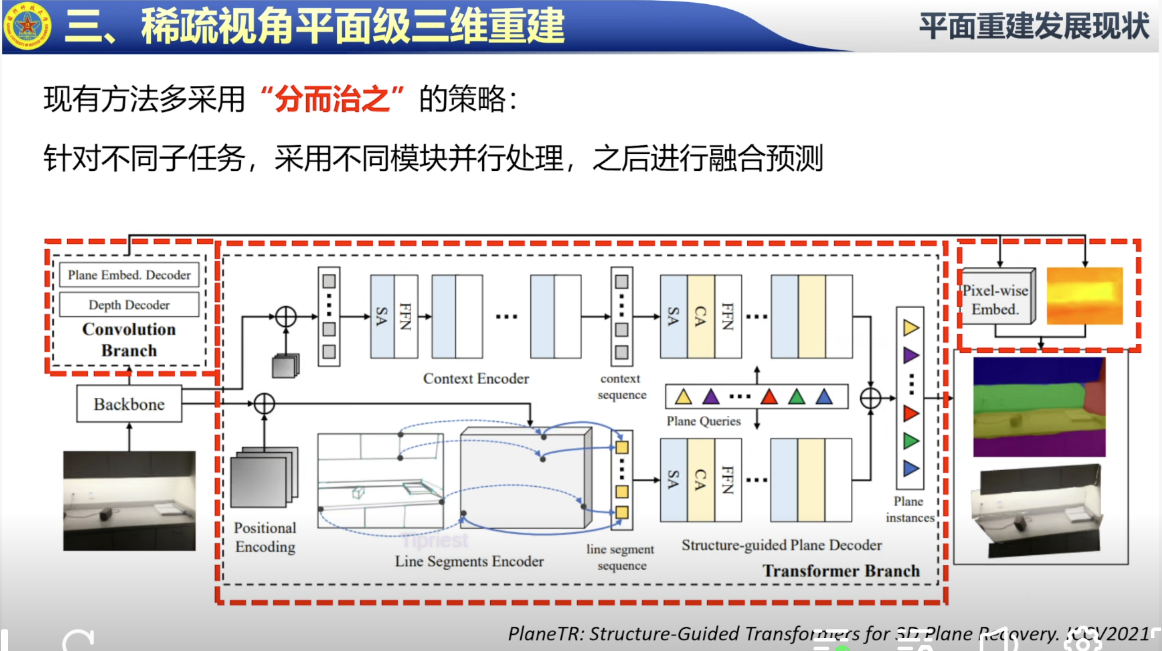 三、稀疏视角平面级三维重建
平面重建发展现状
现有方法多采用“分而治之”的策略：
针对不同子任务，采用不同模块并行处理，之后进行融合预测
Plane Embed. Decoder
Depth Decoder
Convolution
Branch
Backbone
SA
FFN
...
Context Encoder
context
sequence
SA
CA
FFN
...
Plane Queries
Pixel-wise
Embed.
Positional
Encoding
Tipriest
Line Segments Encoder
line segment
sequence
SA
CA
FFN
...
Structure-guided Plane Decoder
Transformer Branch
Plane
instances
PlaneTR: Structure-Guided Transformers for 3D Plane Recovery. ICCV2021